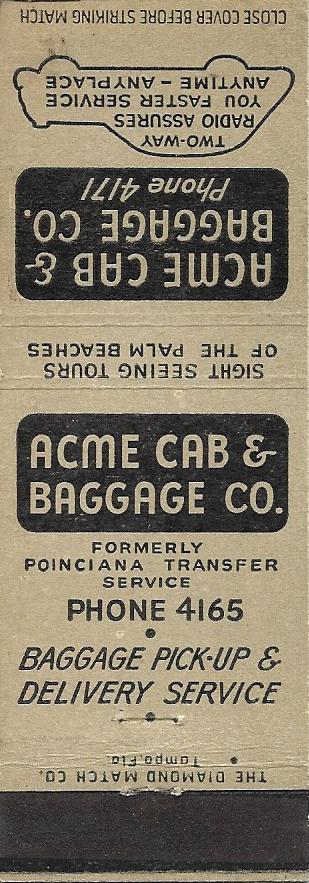 CLOSE COVER BEFORE STRIKING MATCH
TWO-WAY
RADIO ASSURES
YOU FASTER SERVICE
ANYTIME - ANYPLACE
ACME CAB &
BAGGAGE CO.
Phone 4171
SIGHT SEEING TOURS
OF THE PALM BEACHES
ACME CAB &
BAGGAGE CO.
FORMERLY
POINCIANA TRANSFER
SERVICE
PHONE 4165
•
BAGGAGE PICK-UP &
DELIVERY SERVICE
THE DIAMOND MATCH CO.
Tampa, Fla.